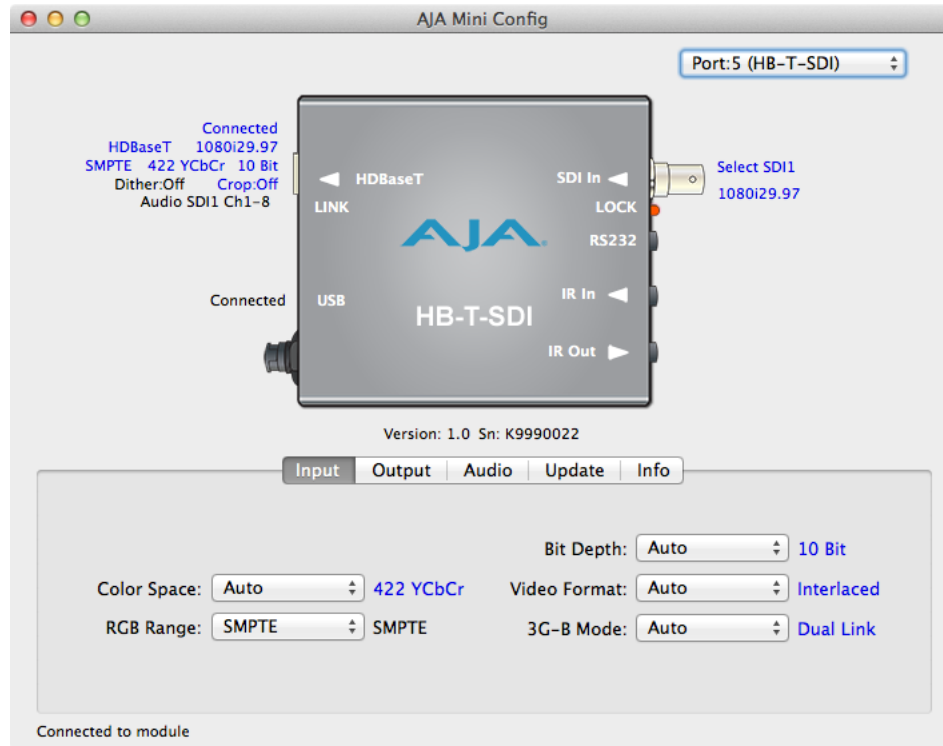 AJA Mini Config
Port:5 (HB-T-SDI)
Connected
HDBaseT 1080i29.97
SMPTE 422 YCbCr 10 Bit
Dither:Off Crop:Off
Audio SDI1 Ch1-8
HDBaseT
SDI In
Select SDI1
1080i29.97
LINK
LOCK
AJA
RS232
Connected
USB
IR In
HB-T-SDI
IR Out
Version: 1.0 Sn: K9990022
Input Output Audio Update Info
Bit Depth: Auto 10 Bit
Color Space: Auto 422 YCbCr Video Format: Auto Interlaced
RGB Range: SMPTE SMPTE 3G-B Mode: Auto Dual Link
Connected to module